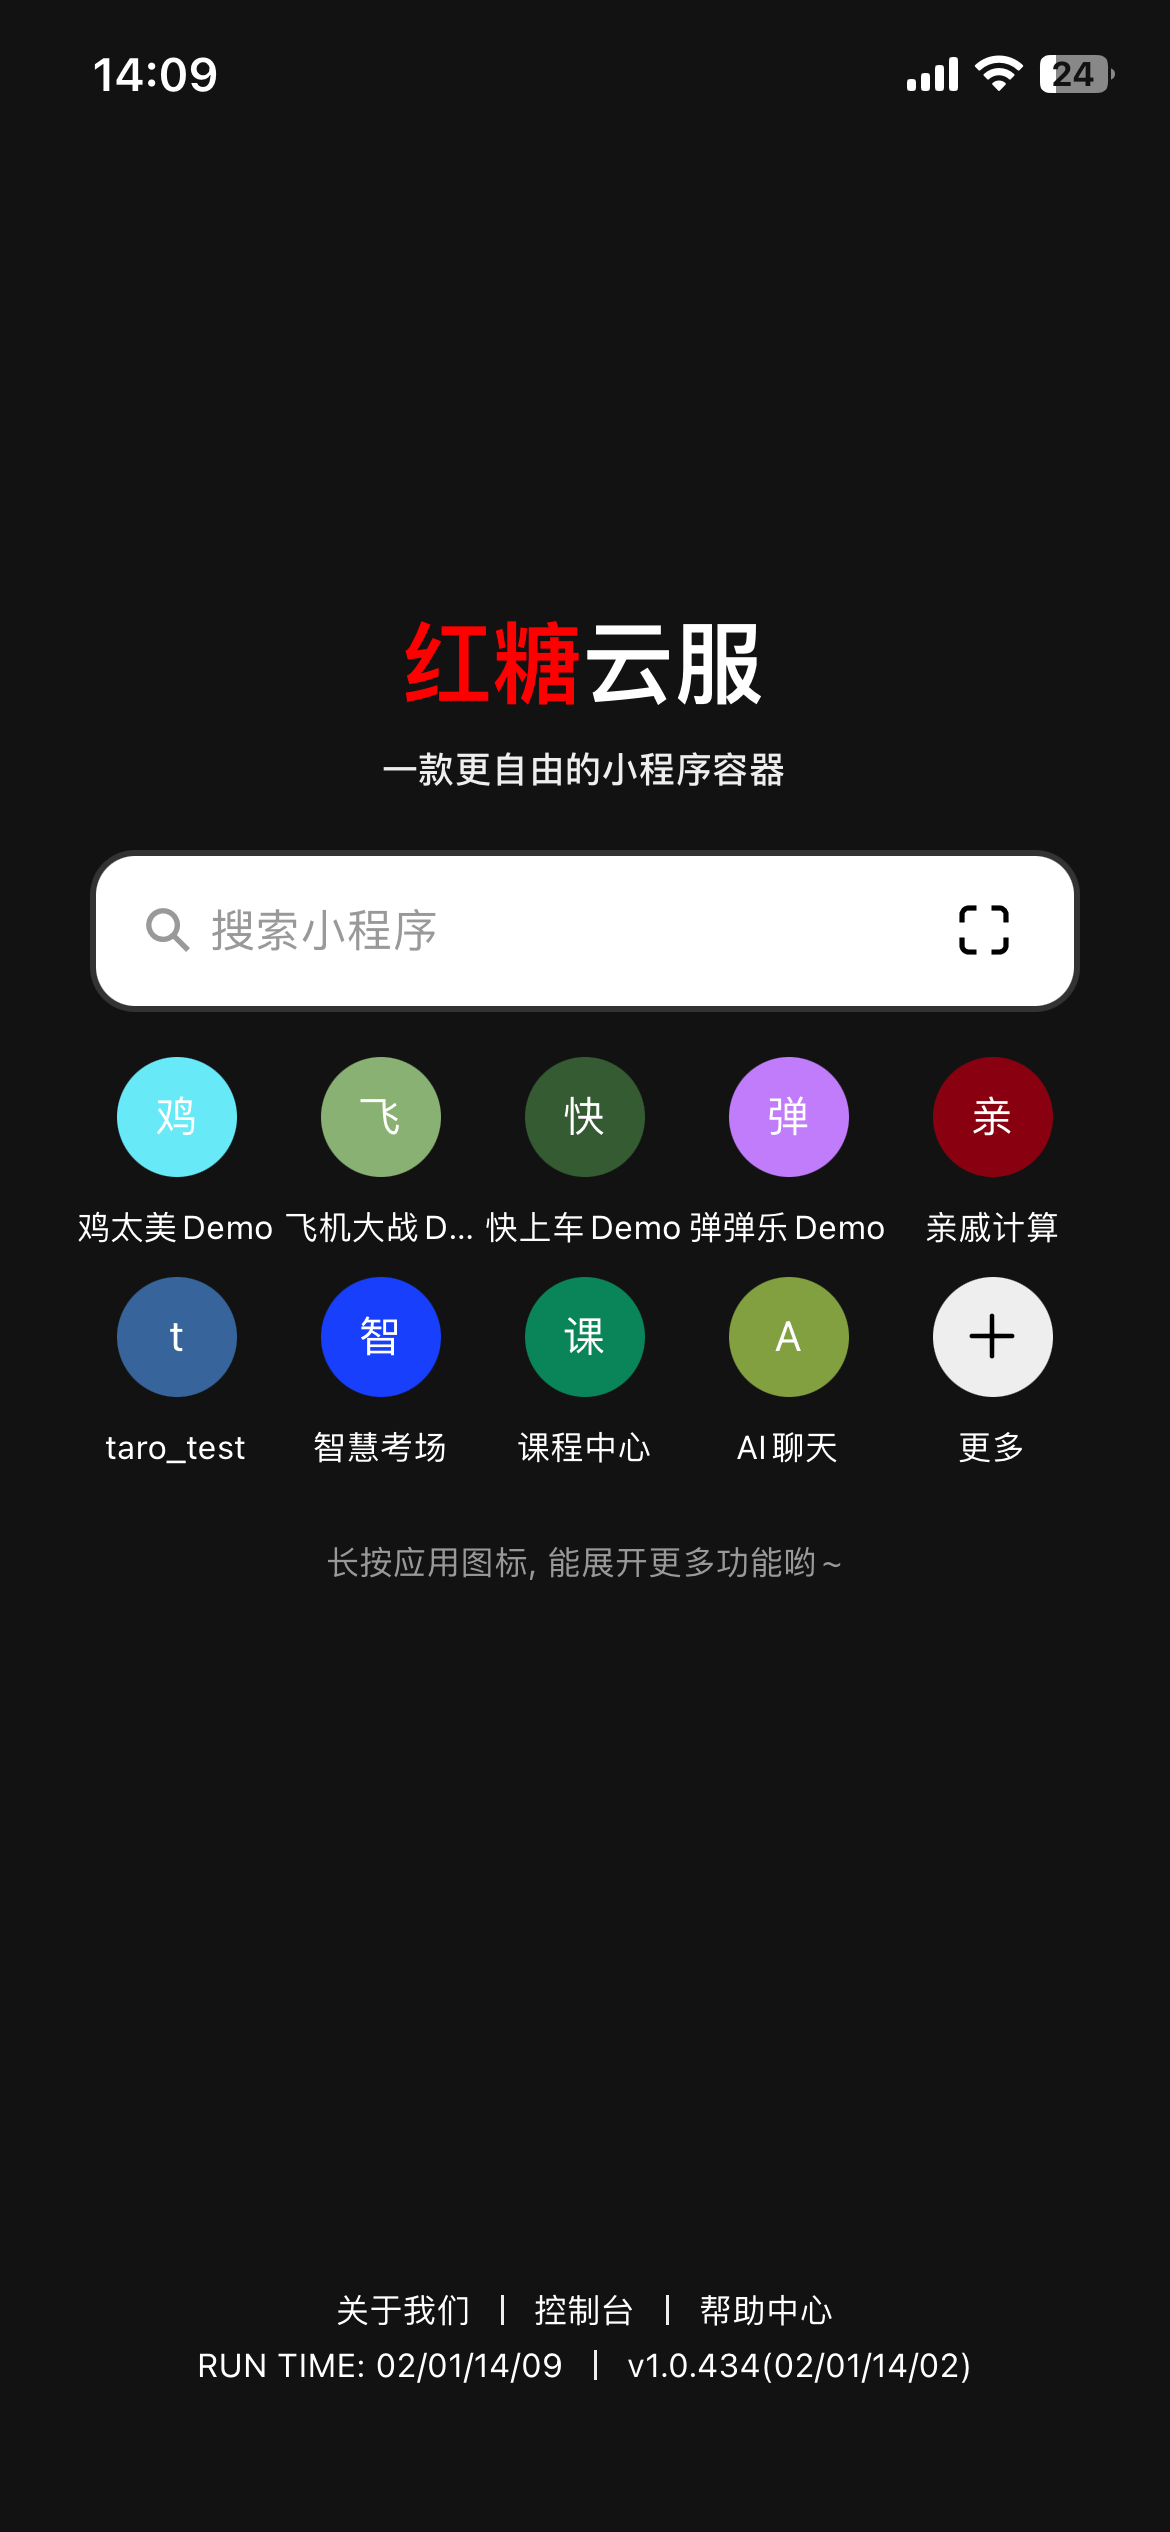 14:09
24
红糖云服
一款更自由的小程序容器
搜索小程序
鸡 飞 快 弹 亲
鸡太美 Demo 飞机大战 D... 快上车 Demo 弹弹乐 Demo 亲戚计算
t 智 课 A
taro_test 智慧考场 课程中心 AI 聊天 更多
长按应用图标, 能展开更多功能哟 ~
关于我们 | 控制台 | 帮助中心
RUN TIME: 02/01/14/09 | v1.0.434(02/01/14/02)